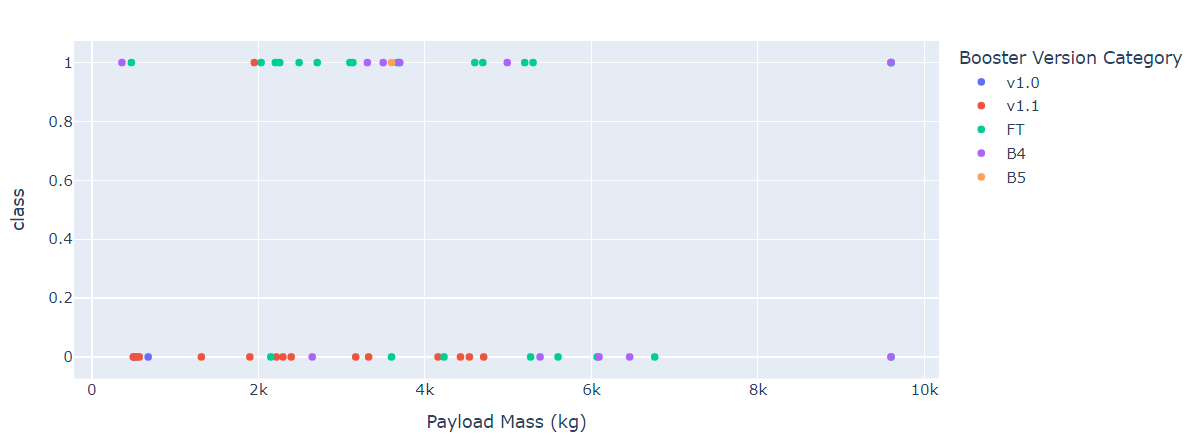 Booster Version Category
v1.0
v1.1
FT
B4
B5
class
1
0.8
0.6
0.4
0.2
0
0 2k 4k 6k 8k 10k
Payload Mass (kg)